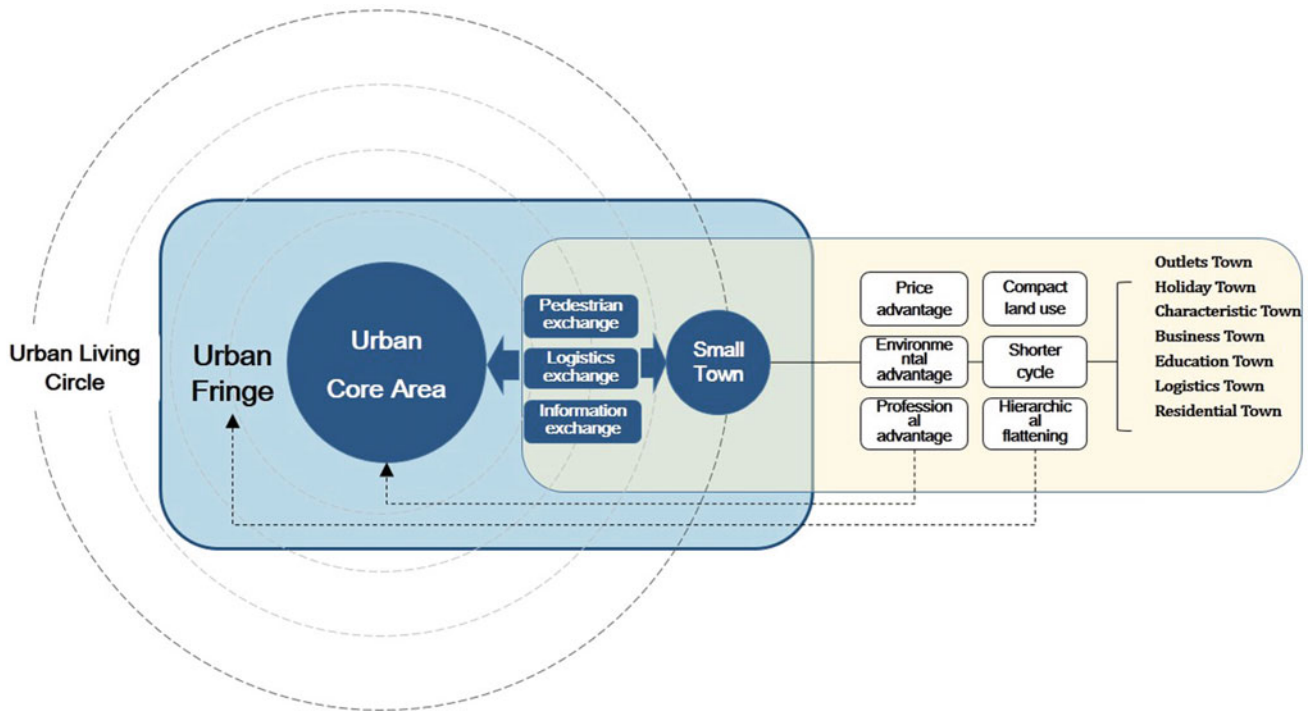 Urban Living
Circle
Urban
Fringe
Urban
Core Area
Pedestrian
exchange
Logistics
exchange
Information
exchange
Small
Town
Price
advantage
Compact
land use
Environme
ntal advantage
Shorter
cycle
Profession
al advantage
Hierarchic
al flattening
Outlets Town
Holiday Town
Characteristic Town
Business Town
Education Town
Logistics Town
Residential Town